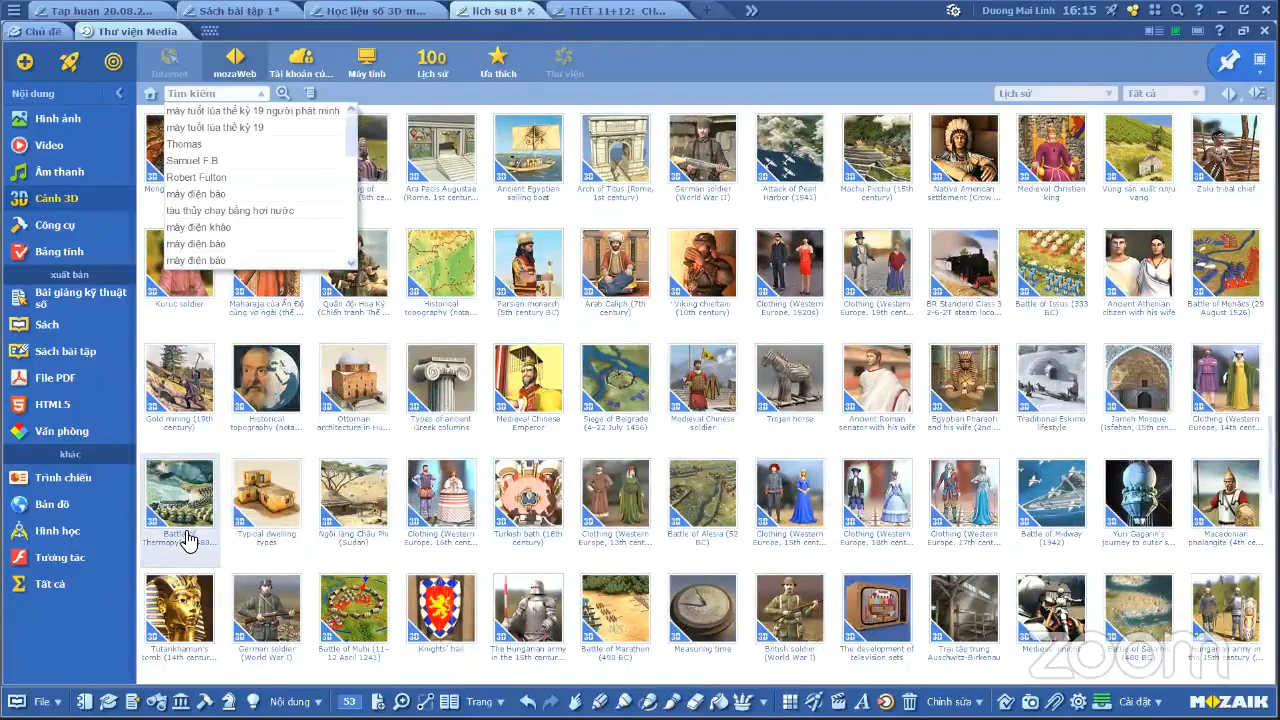 Tap huan 20.08.2...
Sách bài tập 1*
Học liệu số 3D-m...
lich su 8*
TIẾT 11+12: CH...
Duong Mai Linh
16:15
Chủ đề
Thư viện Media
Internet
mozaWeb
Tài khoản củ...
Máy tính
100
Lịch sử
Ưa thích
Thư viện
Nội dung
Tìm kiếm
Lịch sử
Tất cả
máy tuốt lúa thế kỷ 19 người phát minh
máy tuốt lúa thế kỷ 19
Thomas
Samuel F.B
Robert Fulton
máy điện báo
tàu thủy chạy bằng hơi nước
máy điện khảo
máy điện báo
máy điện báo
Hình ảnh
Video
Âm thanh
3D
Cảnh 3D
Công cụ
Bảng tính
xuất bản
Bài giảng kỹ thuật
số
Sách
Sách bài tập
File PDF
HTML5
Văn phòng
khác
Trình chiếu
Bản đồ
Hình học
Tương tác
Tất cả
Ara Pacis Augustae
(Rome, 1st centur...
Ancient Egyptian
sailing boat
Arch of Titus (Rome,
1st century)
German soldier
(World War II)
Attack of Pearl
Harbor (1941)
Machu Picchu (15th
century)
Native American
settlement (Crow ...
Medieval Christian
king
Vùng sản xuất rượu
vang
Zulu tribal chief
Kuruc soldier
Maharaja của Ấn Độ
cùng voi ngài (thế ...
Quân đội Hoa Kỳ
(Chiến tranh Thế ...
Historical
topography (nota...
Persian monarch
(5th century BC)
Arab Caliph (7th
century)
Viking chieftain
(10th century)
Clothing (Western
Europe, 1920s)
Clothing (Western
Europe, 19th cent...
BR Standard Class 3
2-6-2T steam loco...
Battle of Issus (333
BC)
Ancient Athenian
citizen with his wife
Battle of Mohács (29
August 1526)
Gold mining (19th
century)
Historical
topography (nota...
Ottoman
architecture in Hu...
Types of ancient
Greek columns
Medieval Chinese
Emperor
Siege of Belgrade
(4–22 July 1456)
Medieval Chinese
soldier
Trojan horse
Ancient Roman
senator with his wife
Egyptian Pharaoh
and his wife (2nd ...
Traditional Eskimo
lifestyle
Jameh Mosque
(Isfahan, 15th cent...
Clothing (Western
Europe, 14th cent...
Typical dwelling
types
Ngôi làng Châu Phi
(Sudan)
Clothing (Western
Europe, 16th cent...
Turkish bath (16th
century)
Clothing (Western
Europe, 13th cent...
Battle of Alesia (52
BC)
Clothing (Western
Europe, 15th cent...
Clothing (Western
Europe, 18th cent...
Clothing (Western
Europe, 17th cent...
Battle of Midway
(1942)
Yuri Gagarin's
journey to outer s...
Macedonian
phalangite (4th ce...
Tutankhamun's
tomb (14th centur...
German soldier
(World War I)
Battle of Muhi (11–
12 April 1241)
Knights' hall
The Hungarian army
in the 15th centur...
Battle of Marathon
(490 BC)
Measuring time
British soldier
(World War I)
The development of
television sets
Trại tập trung
Auschwitz-Birkenau
Hungarian army
in the 15th century (...
zoom
File
Nội dung
53
Trang
Chỉnh sửa
Cài đặt
MOZAIK